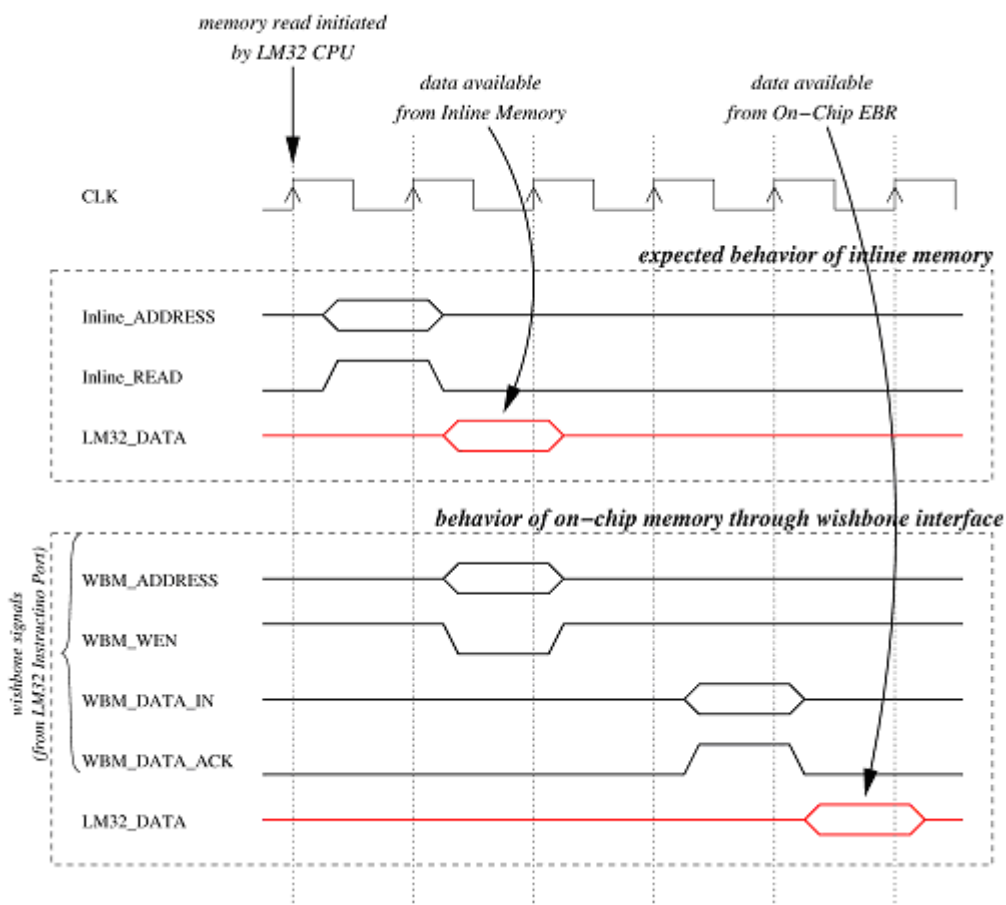 memory read initiated
by LM32 CPU
data available
from Inline Memory
data available
from On-Chip EBR
CLK
expected behavior of inline memory
Inline_ADDRESS
Inline_READ
LM32_DATA
behavior of on-chip memory through wishbone interface
wishbone signals
(from LM32 Instructino Port)
WBM_ADDRESS
WBM_WEN
WBM_DATA_IN
WBM_DATA_ACK
LM32_DATA